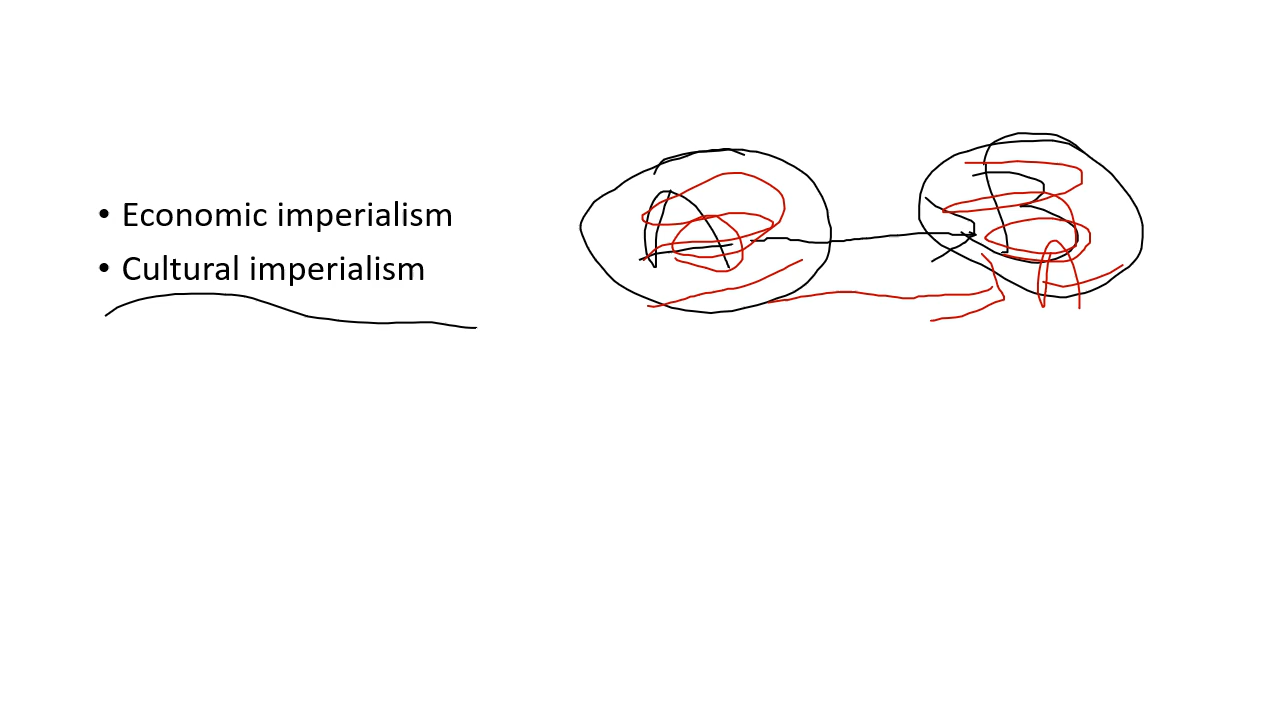 • Economic imperialism
• Cultural imperialism
A
B